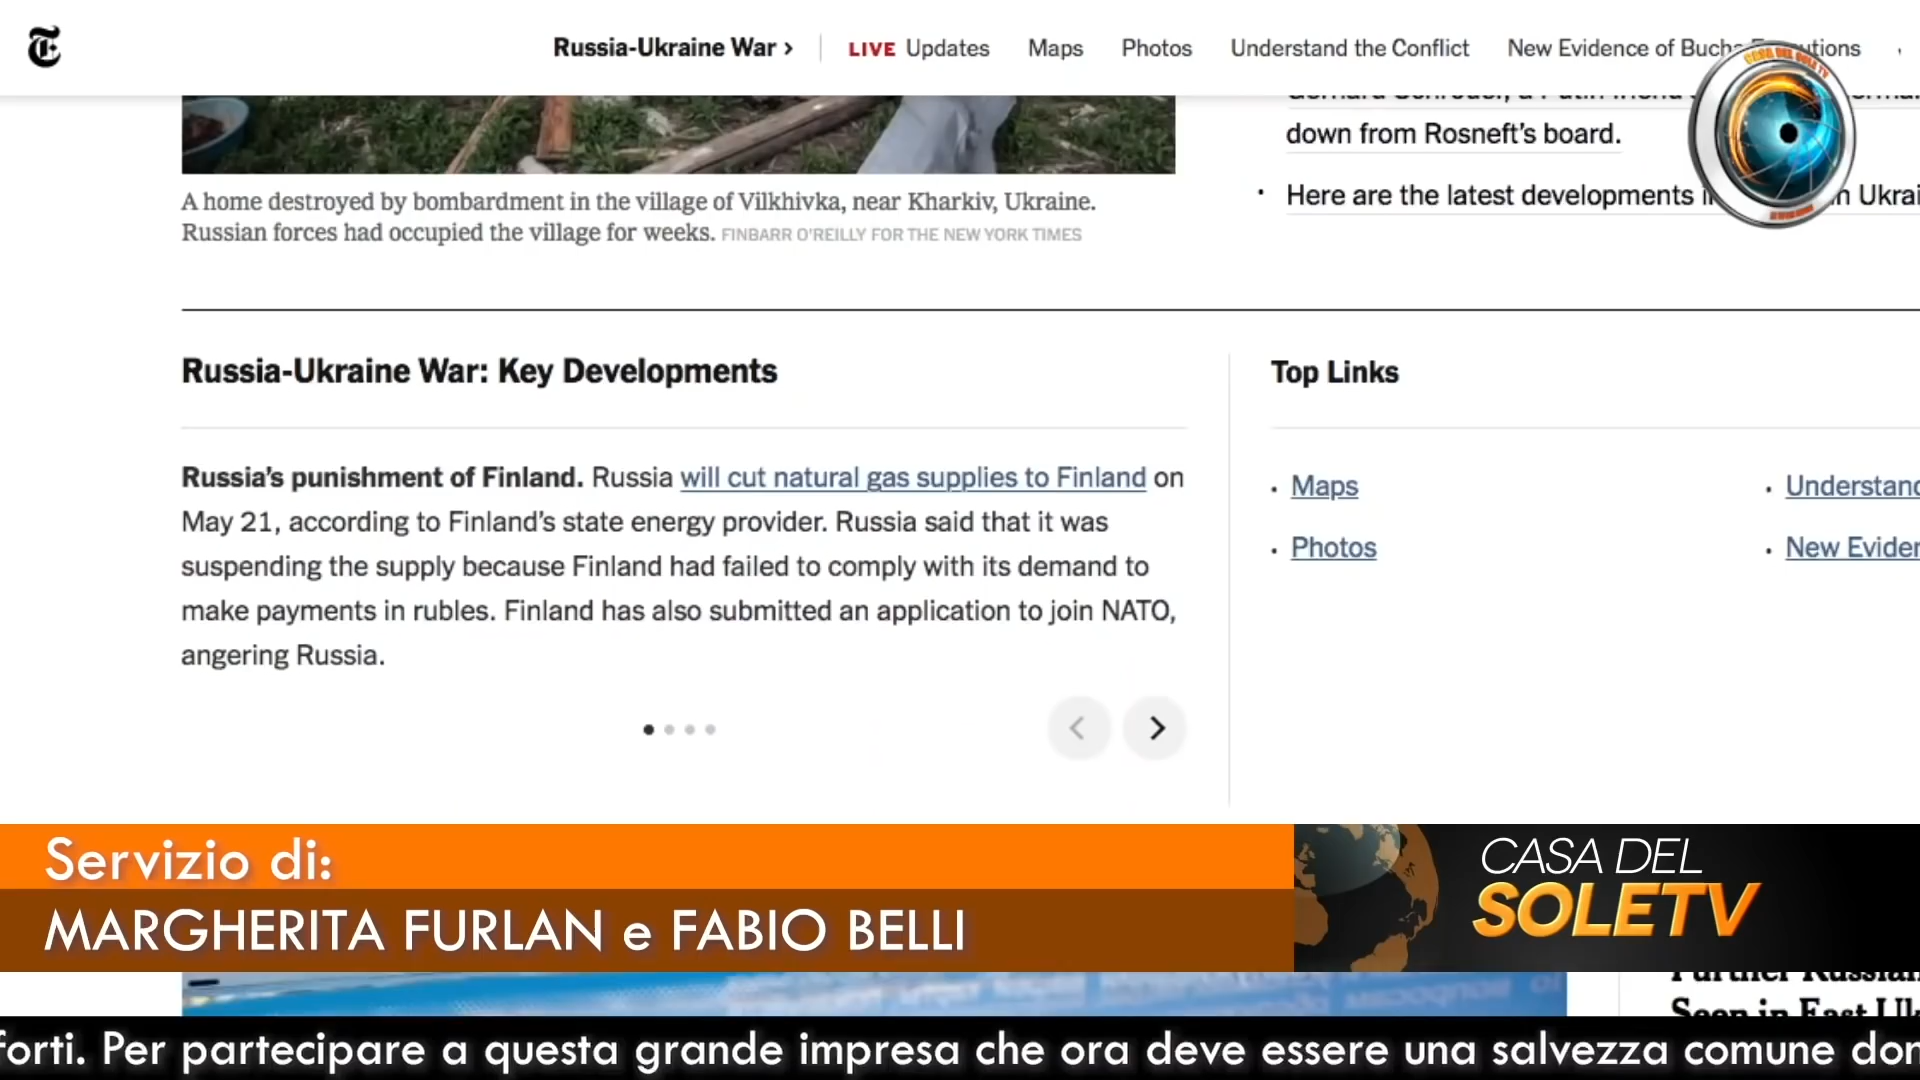 Russia-Ukraine War >
LIVE Updates
Maps
Photos
Understand the Conflict
New Evidence of Bucha
down from Rosneft's board.
• Here are the latest developments
A home destroyed by bombardment in the village of Vilkhivka, near Kharkiv, Ukraine.
Russian forces had occupied the village for weeks. FINBARR O'REILLY FOR THE NEW YORK TIMES
Russia-Ukraine War: Key Developments
Russia's punishment of Finland. Russia will cut natural gas supplies to Finland on
May 21, according to Finland's state energy provider. Russia said that it was
suspending the supply because Finland had failed to comply with its demand to
make payments in rubles. Finland has also submitted an application to join NATO,
angering Russia.
Top Links
• Maps
• Photos
Servizio di:
MARGHERITA FURLAN e FABIO BELLI
CASA DEL
SOLETV
forti. Per partecipare a questa grande impresa che ora deve essere una salvezza comune don